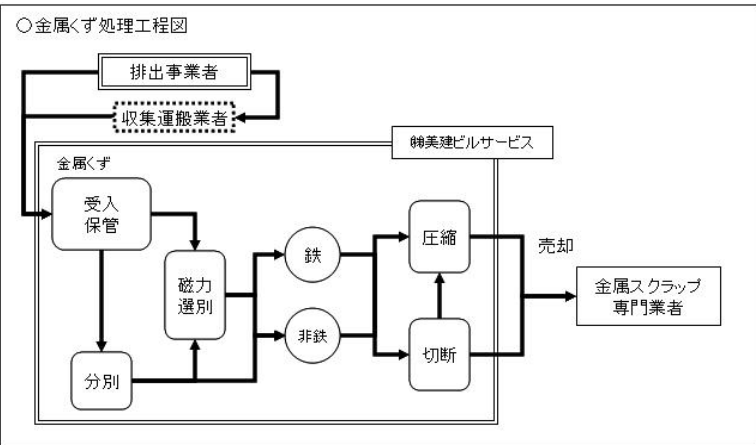 ○金属くず処理工程図
排出事業者
収集運搬業者
㈱美建ビルサービス
金属くず
受入
保管
磁力
選別
分別
鉄
非鉄
圧縮
切断
売却
金属スクラップ
専門業者